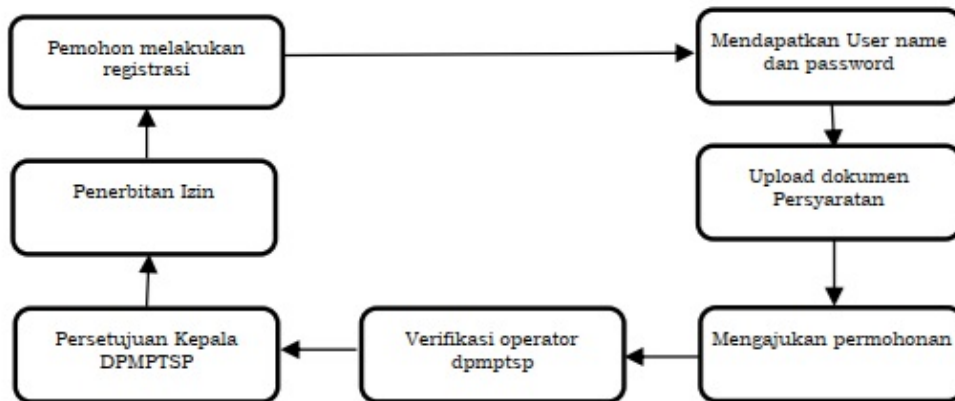 Pemohon melakukan
registrasi
Mendapatkan User name
dan password
Upload dokumen
Persyaratan
Mengajukan permohonan
Verifikasi operator
dpmptsp
Persetujuan Kepala
DPMPTSP
Penerbitan Izin